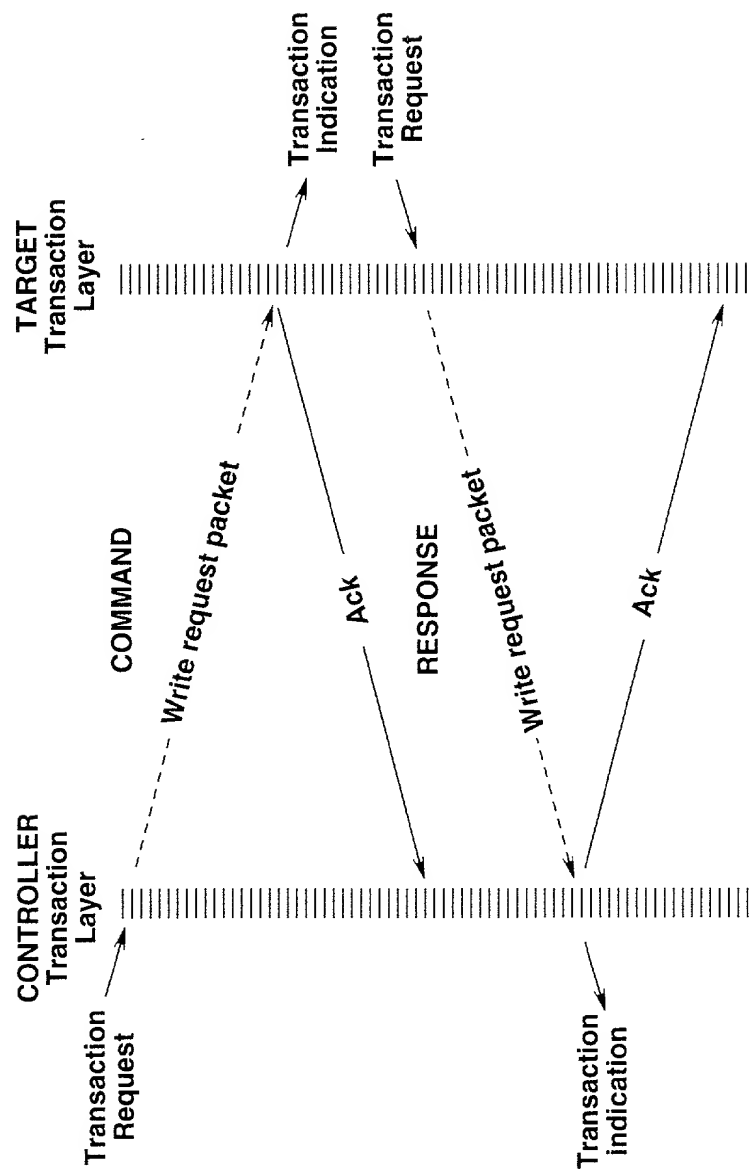 CONTROLLER
Transaction
Layer
TARGET
Transaction
Layer
Transaction
Request
COMMAND
Write request packet
Transaction
Indication
Ack
Transaction
Request
RESPONSE
Write request packet
Transaction
indication
Ack